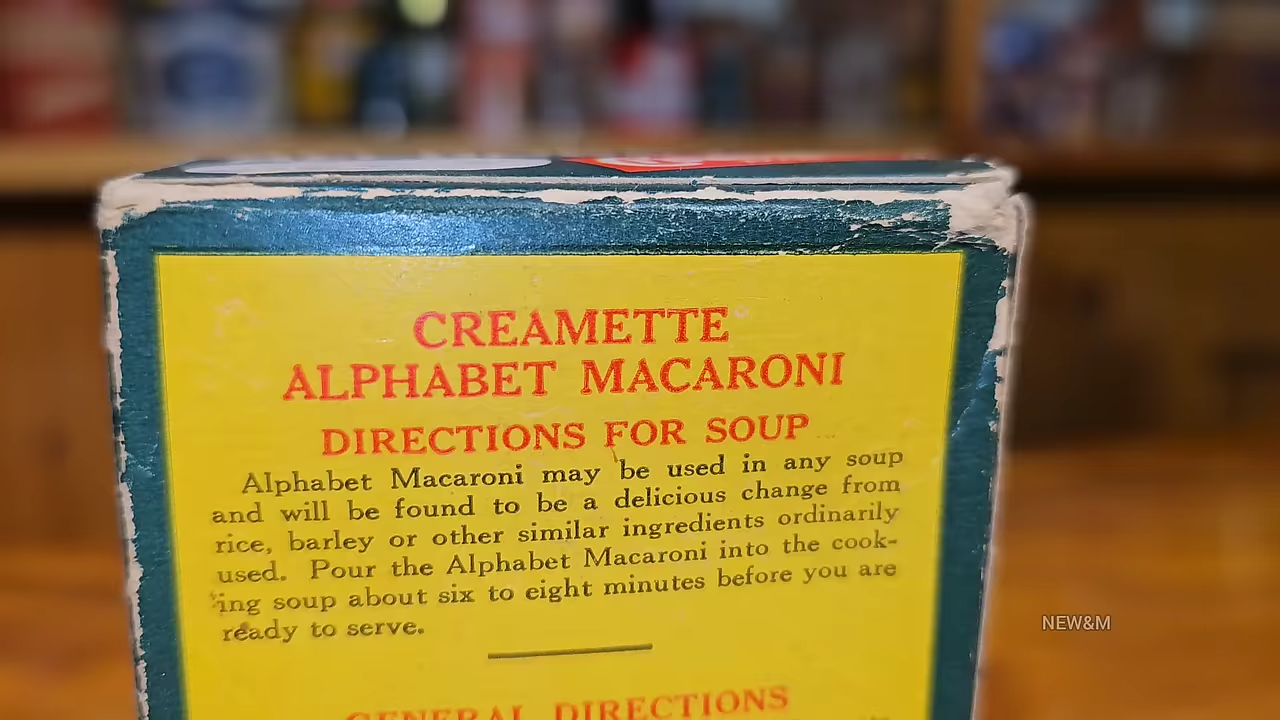 CREAMETTE
ALPHABET MACARONI
DIRECTIONS FOR SOUP
Alphabet Macaroni may be used in any soup
and will be found to be a delicious change from
rice, barley or other similar ingredients ordinarily
used. Pour the Alphabet Macaroni into the cook-
ing soup about six to eight minutes before you are
ready to serve.
GENERAL DIRECTIONS
NEW&M